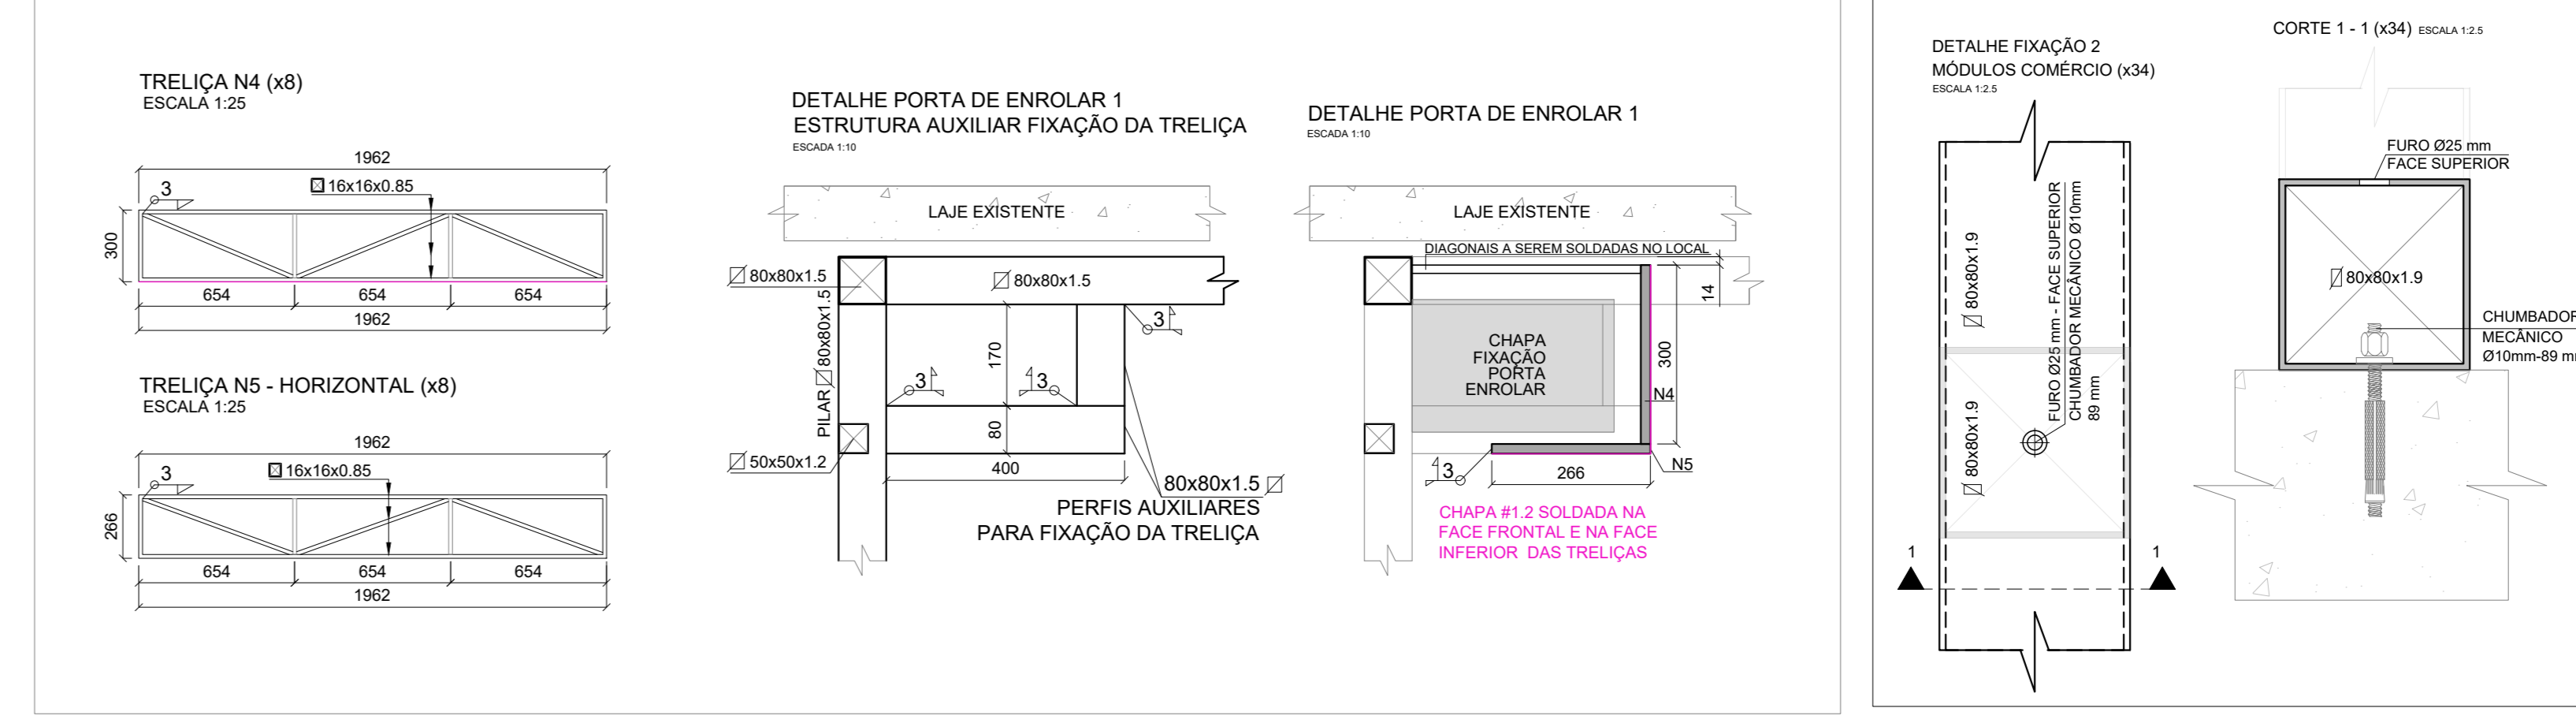 TRELIÇA N4 (x8)
ESCALA 1:25
1962
3
16x16x0.85
300
654
654
654
1962
TRELIÇA N5 - HORIZONTAL (x8)
ESCALA 1:25
1962
3
16x16x0.85
266
654
654
654
1962
DETALHE PORTA DE ENROLAR 1
ESTRUTURA AUXILIAR FIXAÇÃO DA TRELIÇA
ESCADA 1:10
LAJE EXISTENTE
80x80x1.5
80x80x1.5
PILAR 80x80x1.5
3
170
3
3
80
50x50x1.2
400
80x80x1.5
PERFIS AUXILIARES
PARA FIXAÇÃO DA TRELIÇA
DETALHE PORTA DE ENROLAR 1
ESCADA 1:10
LAJE EXISTENTE
DIAGONAIS A SEREM SOLDADAS NO LOCAL
14
CHAPA
FIXAÇÃO
PORTA
ENROLAR
300
N4
3
266
N5
CHAPA #1.2 SOLDADA NA
FACE FRONTAL E NA FACE
INFERIOR DAS TRELIÇAS
DETALHE FIXAÇÃO 2
MÓDULOS COMÉRCIO (x34)
ESCALA 1:2.5
80x80x1.9
80x80x1.9
FURO Ø25 mm - FACE SUPERIOR
CHUMBADOR MECÂNICO Ø10mm
89 mm
1
1
CORTE 1 - 1 (x34) ESCALA 1:2.5
FURO Ø25 mm
FACE SUPERIOR
80x80x1.9
CHUMBADOR
MECÂNICO
Ø10mm-89 m